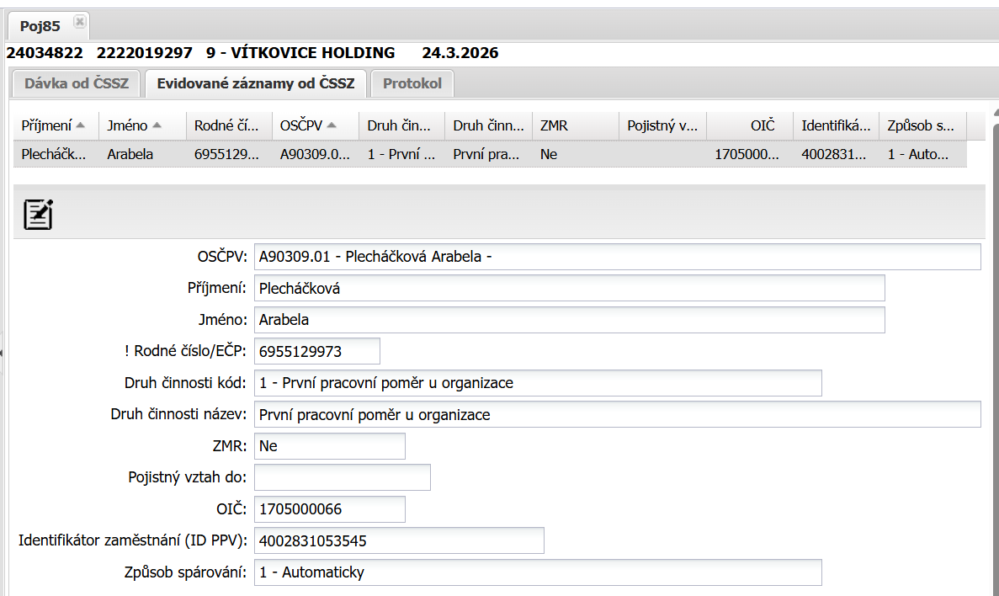 Poj85
24034822 2222019297 9 - VÍTKOVICE HOLDING 24.3.2026
Dávka od ČSSZ Evidované záznamy od ČSSZ Protokol
Příjmení Jméno Rodné čí... OSČPV Druh čin... Druh činn... ZMR Pojistný v... OIČ Identifiká... Způsob s...
Plecháčk... Arabela 6955129... A90309.0... 1 - První ... První pra... Ne 1705000... 4002831... 1 - Auto...
OSČPV: A90309.01 - Plecháčková Arabela -
Příjmení: Plecháčková
Jméno: Arabela
! Rodné číslo/EČP: 6955129973
Druh činnosti kód: 1 - První pracovní poměr u organizace
Druh činnosti název: První pracovní poměr u organizace
ZMR: Ne
Pojistný vztah do:
OIČ: 1705000066
Identifikátor zaměstnání (ID PPV): 4002831053545
Způsob spárování: 1 - Automaticky